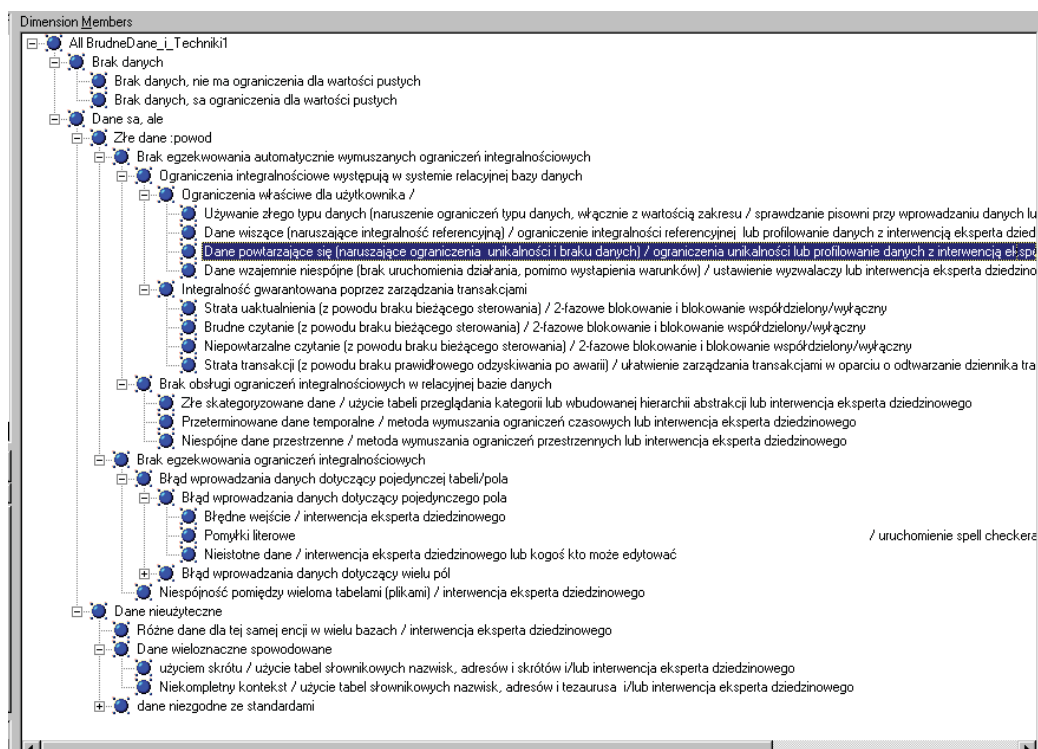 Dimension Members
All BrudneDane_i_Techniki1
Brak danych
Brak danych, nie ma ograniczenia dla wartości pustych
Brak danych, sa ograniczenia dla wartości pustych
Dane sa, ale
Złe dane :powod
Brak egzekwowania automatycznie wymuszanych ograniczeń integralnościowych
Ograniczenia integralnościowe występują w systemie relacyjnej bazy danych
Ograniczenia właściwe dla użytkownika /
Używanie złego typu danych (naruszenie ograniczeń typu danych, włącznie z wartością zakresu / sprawdzanie pisowni przy wprowadzaniu danych lu
Dane wiszące (naruszające integralność referencyjną) / ograniczenie integralności referencyjnej lub profilowanie danych z interwencją eksperta dzied
Dane powtarzające się (naruszające ograniczenia unikalności i braku danych) / ograniczenia unikalności lub profilowanie danych z interwencją ekspe
Dane wzajemnie niespójne (brak uruchomienia działania, pomimo wystapienia warunków) / ustawienie wyzwalaczy lub interwencja eksperta dziedzino
Integralność gwarantowana poprzez zarządzania transakcjami
Strata uaktualnienia (z powodu braku bieżącego sterowania) / 2-fazowe blokowanie i blokowanie współdzielony/wyłączny
Brudne czytanie (z powodu braku bieżącego sterowania) / 2-fazowe blokowanie i blokowanie współdzielony/wyłączny
Niepowtarzalne czytanie (z powodu braku bieżącego sterowania) / 2-fazowe blokowanie i blokowanie współdzielony/wyłączny
Strata transakcji (z powodu braku prawidłowego odzyskiwania po awarii) / ułatwienie zarządzania transakcjami w oparciu o odtwarzanie dziennika tra
Brak obsługi ograniczeń integralnościowych w relacyjnej bazie danych
Złe skategoryzowane dane / użycie tabeli przeglądania kategorii lub wbudowanej hierarchii abstrakcji lub interwencja eksperta dziedzinowego
Przeterminowane dane temporalne / metoda wymuszania ograniczeń czasowych lub interwencja eksperta dziedzinowego
Niespójne dane przestrzenne / metoda wymuszania ograniczeń przestrzennych lub interwencja eksperta dziedzinowego
Brak egzekwowania ograniczeń integralnościowych
Błąd wprowadzania danych dotyczący pojedynczej tabeli/pola
Błąd wprowadzania danych dotyczący pojedynczego pola
Błędne wejście / interwencja eksperta dziedzinowego
Pomyłki literowe / uruchomienie spell checkera
Nieistotne dane / interwencja eksperta dziedzinowego lub kogoś kto może edytować
Błąd wprowadzania danych dotyczący wielu pól
Niespójność pomiędzy wieloma tabelami (plikami) / interwencja eksperta dziedzinowego
Dane nieużyteczne
Różne dane dla tej samej encji w wielu bazach / interwencja eksperta dziedzinowego
Dane wieloznaczne spowodowane
użyciem skrótu / użycie tabel słownikowych nazwisk, adresów i skrótów i/lub interwencja eksperta dziedzinowego
Niekompletny kontekst / użycie tabel słownikowych nazwisk, adresów i tezaurusa i/lub interwencja eksperta dziedzinowego
dane niezgodne ze standardami